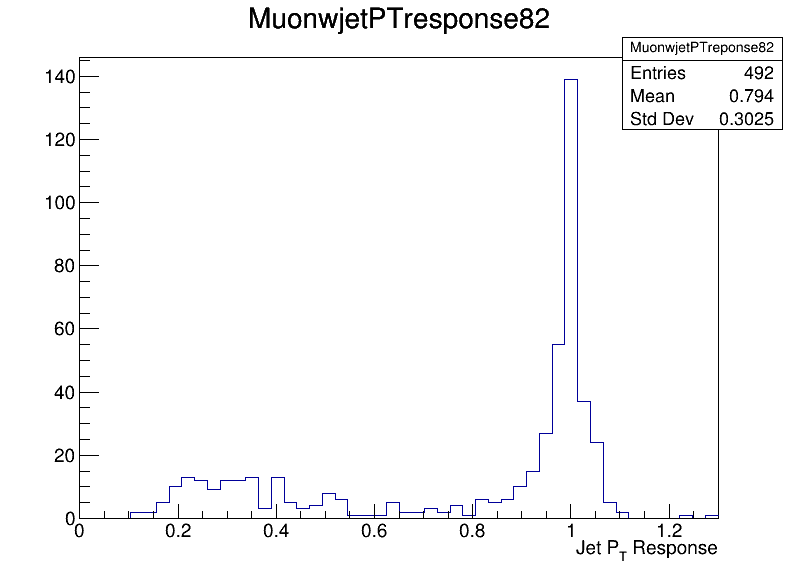 MuonwjetPTresponse82
MuonwjetPTreponse82
Entries 492
Mean 0.794
Std Dev 0.3025
140
120
100
80
60
40
20
0
0 0.2 0.4 0.6 0.8 1 1.2
Jet P_T Response